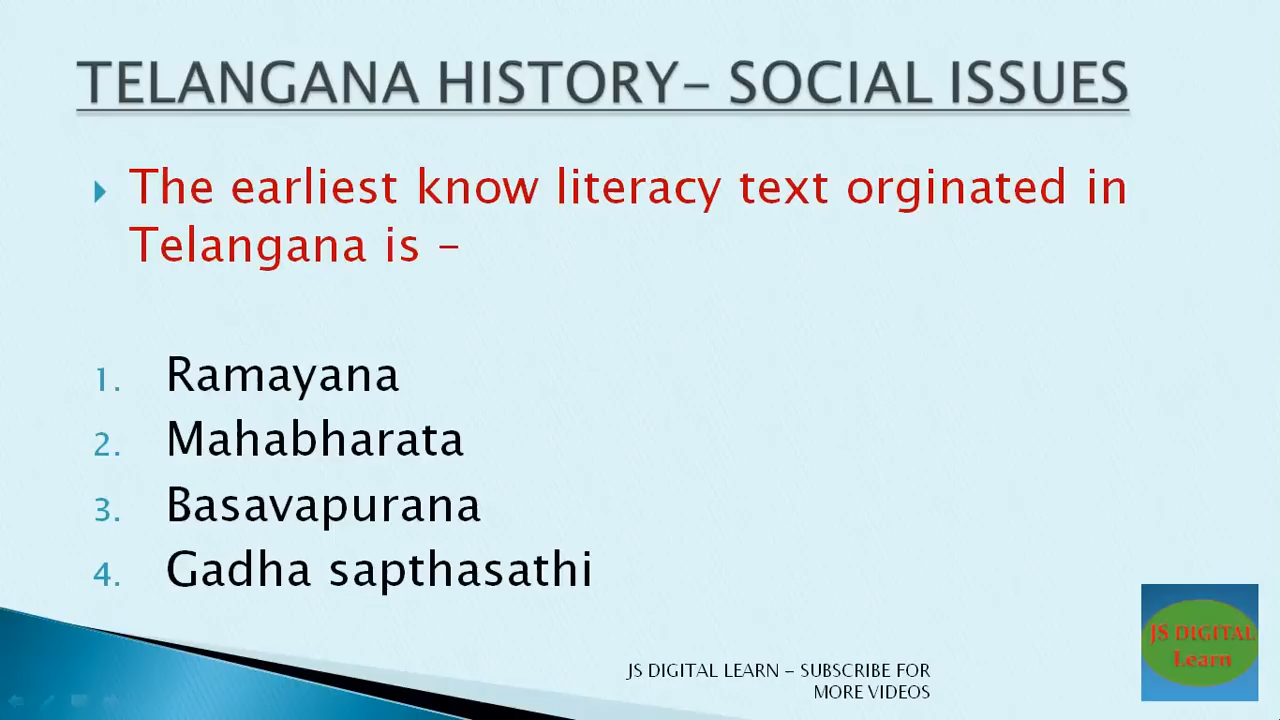 TELANGANA HISTORY- SOCIAL ISSUES
The earliest know literacy text orginated in
Telangana is -
1. Ramayana
2. Mahabharata
3. Basavapurana
4. Gadha sapthasathi
JS DIGITAL LEARN - SUBSCRIBE FOR
MORE VIDEOS
JS DIGITAL
Learn